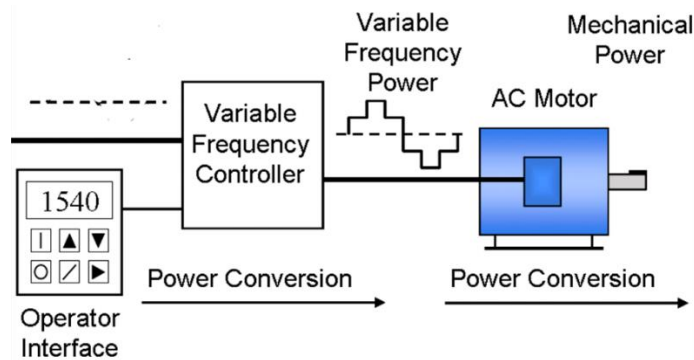 Variable
Frequency
Power
Mechanical
Power
AC Motor
Variable
Frequency
Controller
1540
Power Conversion
Power Conversion
Operator
Interface